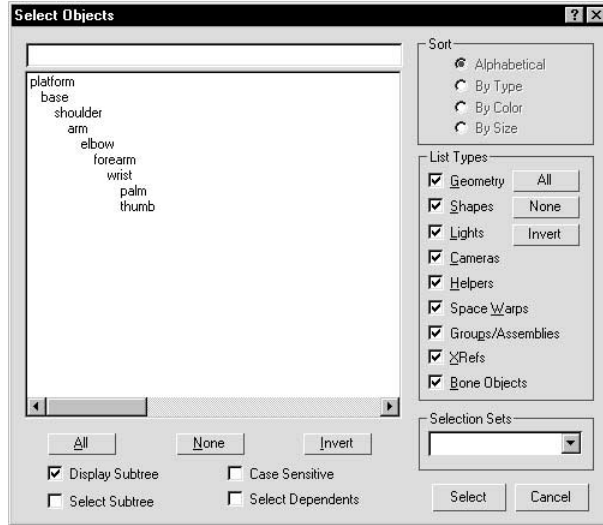 Select Objects
platform
base
shoulder
arm
elbow
forearm
wrist
palm
thumb
All
None
Invert
Display Subtree
Case Sensitive
Select Subtree
Select Dependents
Sort
Alphabetical
By Type
By Color
By Size
List Types
Geometry
All
Shapes
None
Lights
Invert
Cameras
Helpers
Space Warps
Groups/Assemblies
XRefs
Bone Objects
Selection Sets
Select
Cancel